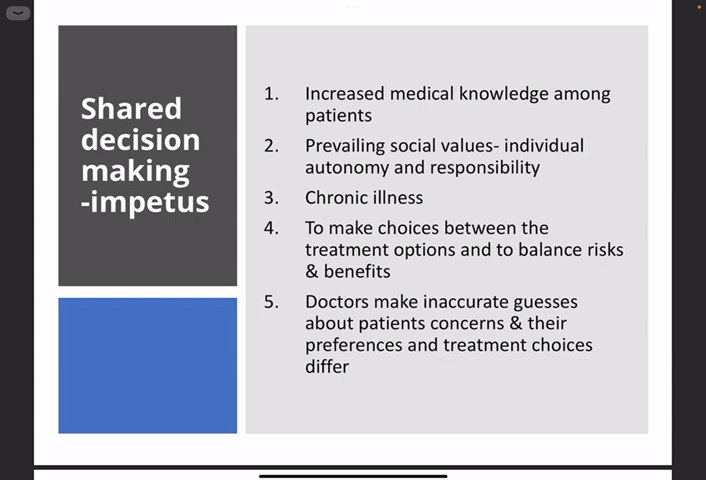 Shared
decision
making
-impetus
1. Increased medical knowledge among
patients
2. Prevailing social values- individual
autonomy and responsibility
3. Chronic illness
4. To make choices between the
treatment options and to balance risks
& benefits
5. Doctors make inaccurate guesses
about patients concerns & their
preferences and treatment choices
differ